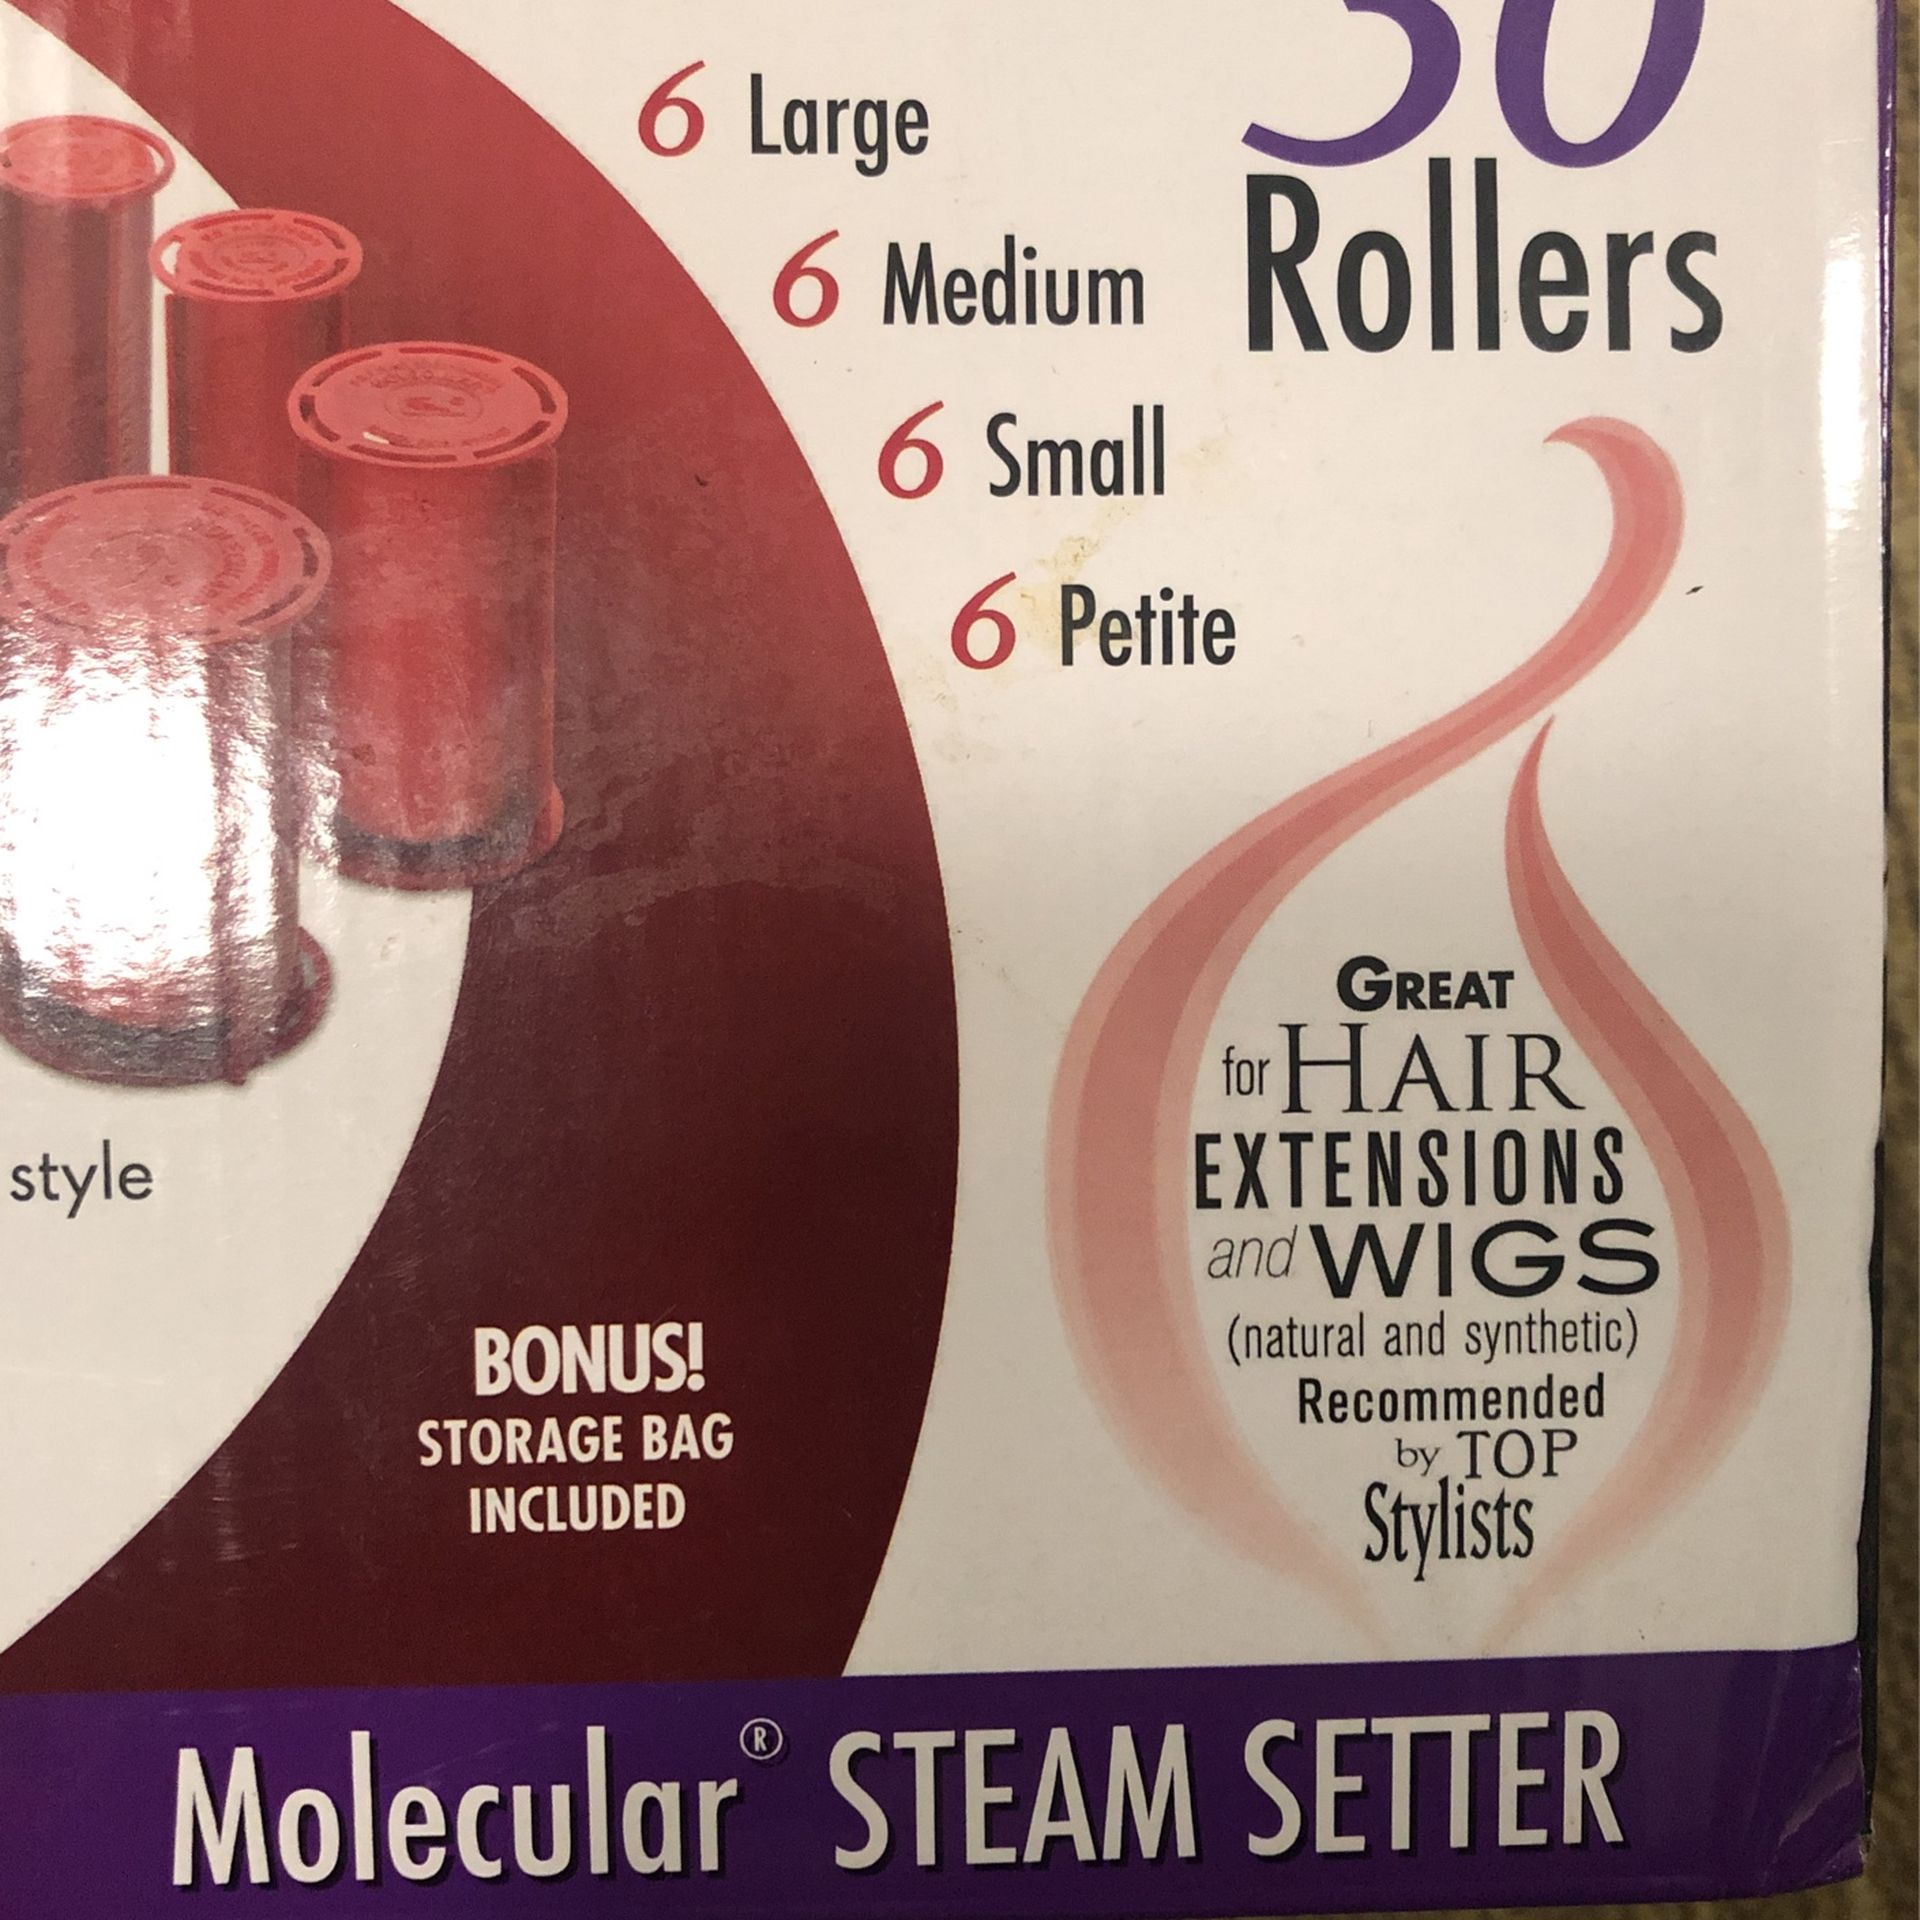 30
Rollers
6 Large
6 Medium
6 Small
6 Petite
style
GREAT
for HAIR
EXTENSIONS
and WIGS
(natural and synthetic)
Recommended
by TOP
Stylists
BONUS!
STORAGE BAG
INCLUDED
Molecular® STEAM SETTER